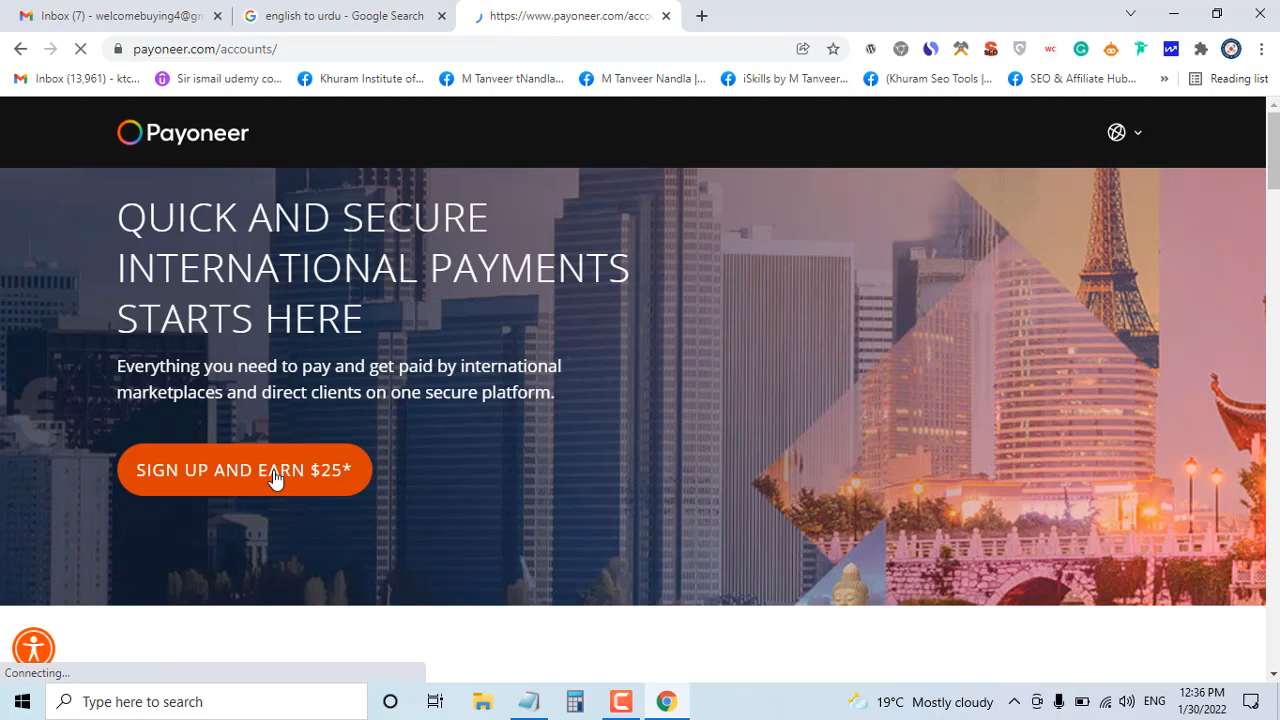 welcomebuying4@gr
english to urdu - Google Search
https://www.payoneer.com/acco
payoneer.com/accounts/
Inbox (13,961) - ktc...
Sir ismail udemy co...
Khuram Institute of...
M Tanveer tNandla...
M Tanveer Nandla |...
iSkills by M Tanveer...
(Khuram Seo Tools |...
SEO & Affiliate Hub...
»
Reading list
Payoneer
QUICK AND SECURE
INTERNATIONAL PAYMENTS
STARTS HERE
Everything you need to pay and get paid by international
marketplaces and direct clients on one secure platform.
SIGN UP AND EARN $25*
Connecting...
Type here to search
19°C Mostly cloudy
ENG
12:36 PM
1/30/2022